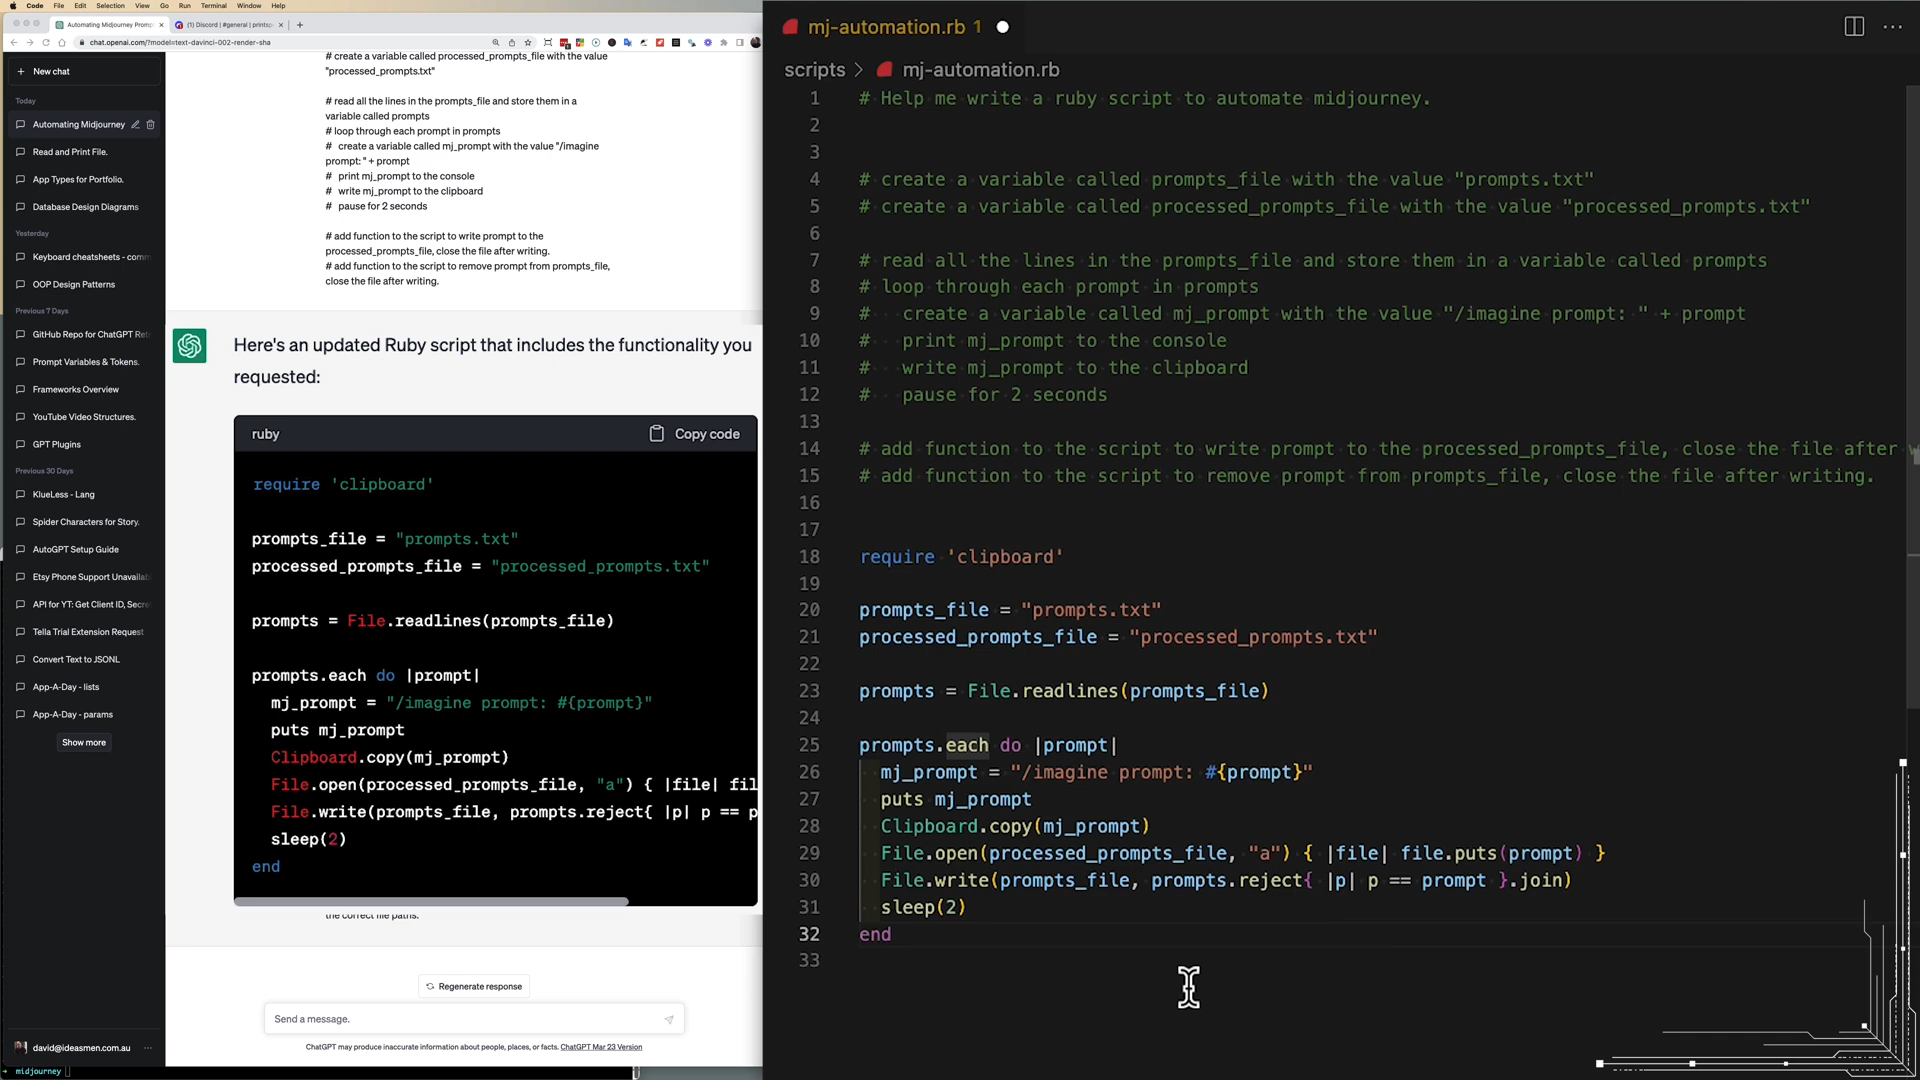 Code File Edit Selection View Go Run Terminal Window Help
Automating Midjourney Promp × (1) Discord | #general | prints × +
chat.openai.com/?model=text-davinci-002-render-sha
+ New chat
Today
Automating Midjourney
Read and Print File.
App Types for Portfolio.
Database Design Diagrams
Yesterday
Keyboard cheatsheets - comm
OOP Design Patterns
Previous 7 Days
GitHub Repo for ChatGPT Ret
Prompt Variables & Tokens.
Frameworks Overview
YouTube Video Structures.
GPT Plugins
Previous 30 Days
KlueLess - Lang
Spider Characters for Story.
AutoGPT Setup Guide
Etsy Phone Support Unavailab
API for YT: Get Client ID, Secre
Tella Trial Extension Request
Convert Text to JSONL
App-A-Day - lists
App-A-Day - params
Show more
david@ideasmen.com.au ...
midjourney
# create a variable called processed_prompts_file with the value
"processed_prompts.txt"
# read all the lines in the prompts_file and store them in a
variable called prompts
# loop through each prompt in prompts
#   create a variable called mj_prompt with the value "/imagine
prompt: " + prompt
#   print mj_prompt to the console
#   write mj_prompt to the clipboard
#   pause for 2 seconds
# add function to the script to write prompt to the
processed_prompts_file, close the file after writing.
# add function to the script to remove prompt from prompts_file,
close the file after writing.
Here's an updated Ruby script that includes the functionality you
requested:
ruby Copy code
require 'clipboard'
prompts_file = "prompts.txt"
processed_prompts_file = "processed_prompts.txt"
prompts = File.readlines(prompts_file)
prompts.each do |prompt|
  mj_prompt = "/imagine prompt: #{prompt}"
  puts mj_prompt
  Clipboard.copy(mj_prompt)
  File.open(processed_prompts_file, "a") { |file| fil
  File.write(prompts_file, prompts.reject{ |p| p == p
  sleep(2)
end
the correct file paths.
Regenerate response
Send a message.
ChatGPT may produce inaccurate information about people, places, or facts. ChatGPT Mar 23 Version
mj-automation.rb 1
scripts > mj-automation.rb
1 # Help me write a ruby script to automate midjourney.
2
3
4 # create a variable called prompts_file with the value "prompts.txt"
5 # create a variable called processed_prompts_file with the value "processed_prompts.txt"
6
7 # read all the lines in the prompts_file and store them in a variable called prompts
8 # loop through each prompt in prompts
9 #   create a variable called mj_prompt with the value "/imagine prompt: " + prompt
10 #   print mj_prompt to the console
11 #   write mj_prompt to the clipboard
12 #   pause for 2 seconds
13
14 # add function to the script to write prompt to the processed_prompts_file, close the file after w
15 # add function to the script to remove prompt from prompts_file, close the file after writing.
16
17
18 require 'clipboard'
19
20 prompts_file = "prompts.txt"
21 processed_prompts_file = "processed_prompts.txt"
22
23 prompts = File.readlines(prompts_file)
24
25 prompts.each do |prompt|
26   mj_prompt = "/imagine prompt: #{prompt}"
27   puts mj_prompt
28   Clipboard.copy(mj_prompt)
29   File.open(processed_prompts_file, "a") { |file| file.puts(prompt) }
30   File.write(prompts_file, prompts.reject{ |p| p == prompt }.join)
31   sleep(2)
32 end
33